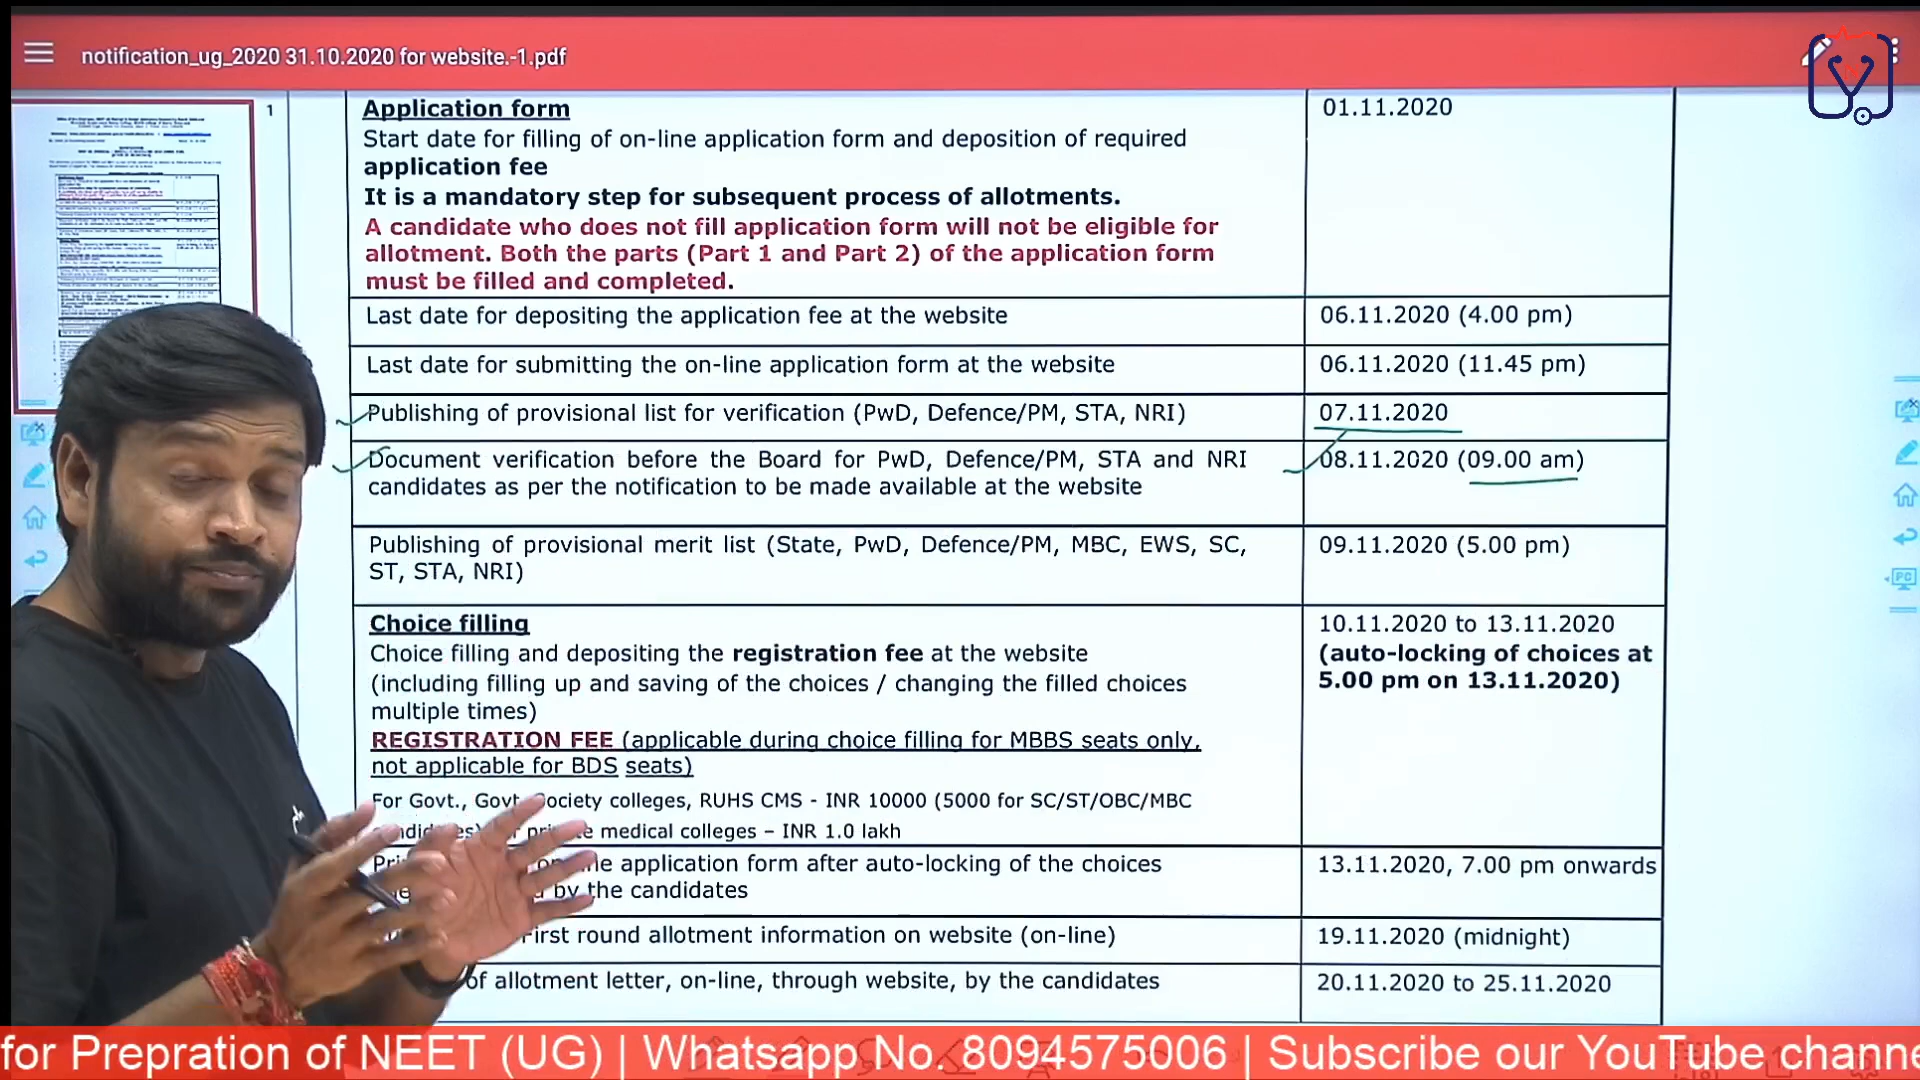 notification_ug_2020 31.10.2020 for website.-1.pdf
1
Application form
01.11.2020
Start date for filling of on-line application form and deposition of required
application fee
It is a mandatory step for subsequent process of allotments.
A candidate who does not fill application form will not be eligible for
allotment. Both the parts (Part 1 and Part 2) of the application form
must be filled and completed.
Last date for depositing the application fee at the website
06.11.2020 (4.00 pm)
Last date for submitting the on-line application form at the website
06.11.2020 (11.45 pm)
Publishing of provisional list for verification (PwD, Defence/PM, STA, NRI)
07.11.2020
Document verification before the Board for PwD, Defence/PM, STA and NRI
candidates as per the notification to be made available at the website
08.11.2020 (09.00 am)
Publishing of provisional merit list (State, PwD, Defence/PM, MBC, EWS, SC,
ST, STA, NRI)
09.11.2020 (5.00 pm)
Choice filling
Choice filling and depositing the registration fee at the website
(including filling up and saving of the choices / changing the filled choices
multiple times)
10.11.2020 to 13.11.2020
(auto-locking of choices at
5.00 pm on 13.11.2020)
REGISTRATION FEE (applicable during choice filling for MBBS seats only,
not applicable for BDS seats)
For Govt., Govt. Society colleges, RUHS CMS - INR 10000 (5000 for SC/ST/OBC/MBC
private medical colleges – INR 1.0 lakh
application form after auto-locking of the choices
by the candidates
13.11.2020, 7.00 pm onwards
First round allotment information on website (on-line)
19.11.2020 (midnight)
of allotment letter, on-line, through website, by the candidates
20.11.2020 to 25.11.2020
PC
for Prepration of NEET (UG) | Whatsapp No. 8094575006 | Subscribe our YouTube channe